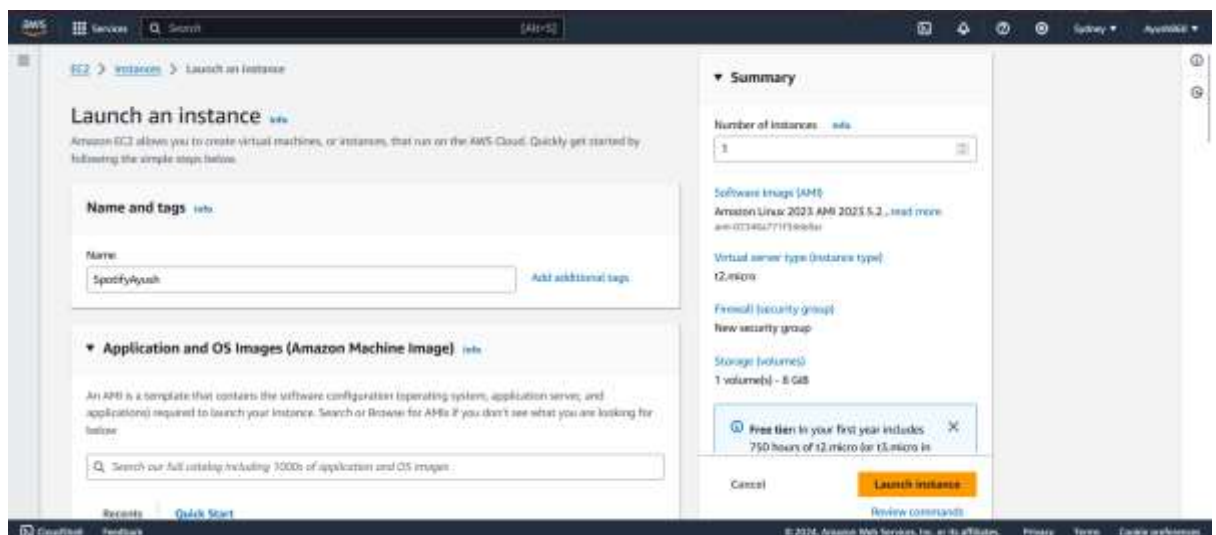 aws
Services
Search
[Alt+S]
Sydney
EC2 > Instances > Launch an instance
Launch an instance Info
Amazon EC2 allows you to create virtual machines, or instances, that run on the AWS Cloud. Quickly get started by
following the simple steps below.
Name and tags Info
Name
SpotifyAyush
Add additional tags
Application and OS Images (Amazon Machine Image) Info
An AMI is a template that contains the software configuration (operating system, application server, and
applications) required to launch your instance. Search or Browse for AMIs if you don't see what you are looking for
below
Search our full catalog including 1000s of application and OS images
Recents
Quick Start
Summary
Number of instances Info
1
Software Image (AMI)
Amazon Linux 2023 AMI 2023.5.2...read more
Virtual server type (instance type)
t2.micro
Firewall (security group)
New security group
Storage (volumes)
1 volume(s) - 8 GiB
Free tier: In your first year includes
750 hours of t2.micro (or t3.micro in
Cancel
Launch instance
Review commands
CloudShell
Feedback
© 2024, Amazon Web Services, Inc. or its affiliates.
Privacy
Terms
Cookie preferences